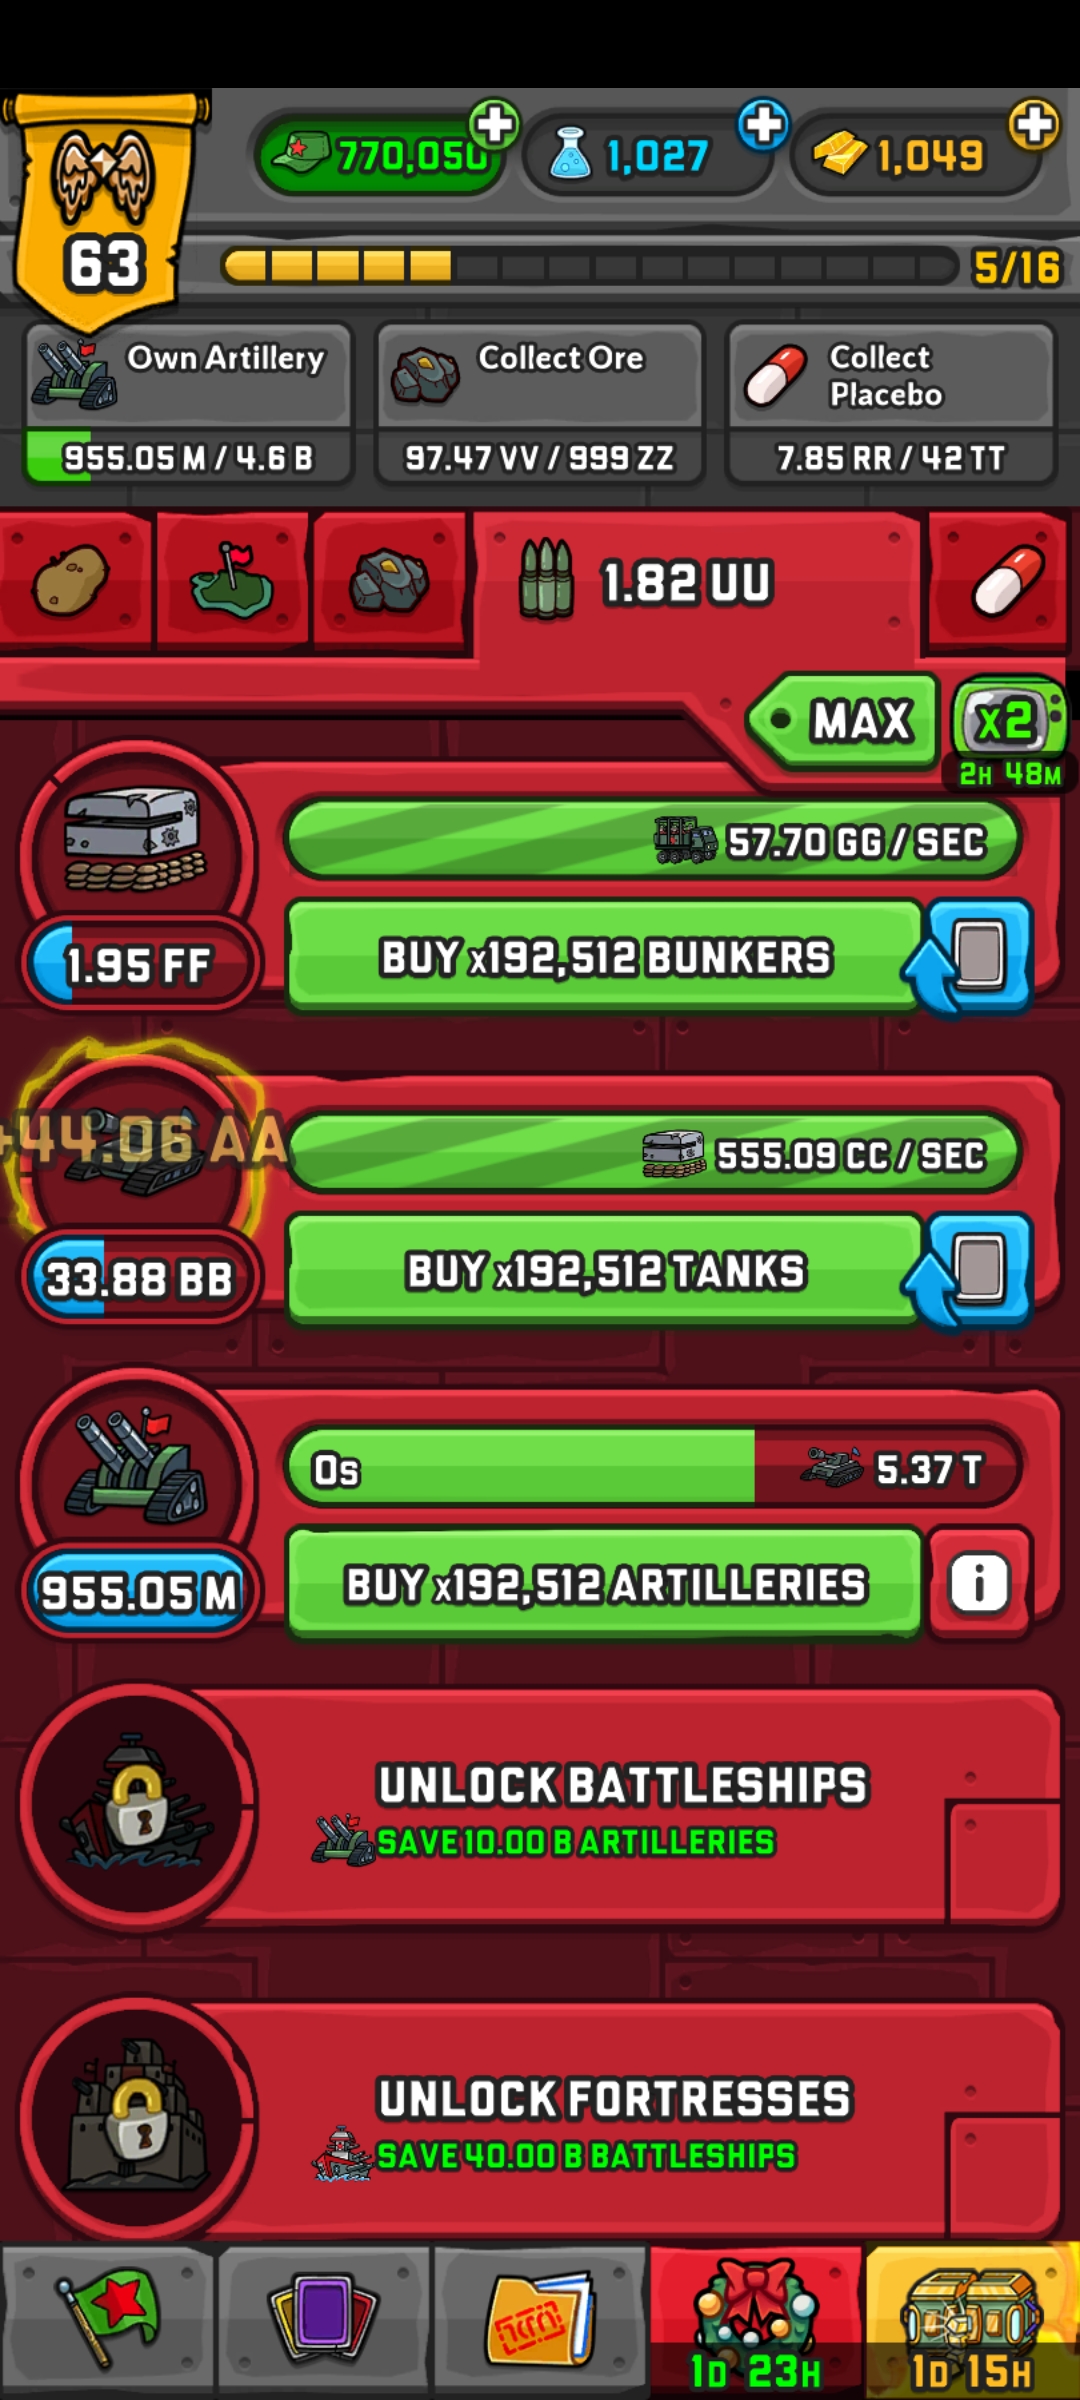 63
770,050
1,027
1,049
5/16
Own Artillery
955.05 M / 4.6 B
Collect Ore
97.47 VV / 999 ZZ
Collect
Placebo
7.85 RR / 42 TT
1.82 UU
MAX
x2
2H 48M
57.70 GG / SEC
1.95 FF
BUY x192,512 BUNKERS
+44.06 AA
555.09 CC / SEC
33.88 BB
BUY x192,512 TANKS
0s
5.37 T
955.05 M
BUY x192,512 ARTILLERIES
i
UNLOCK BATTLESHIPS
SAVE 10.00 B ARTILLERIES
UNLOCK FORTRESSES
SAVE 40.00 B BATTLESHIPS
1D 23H
1D 15H